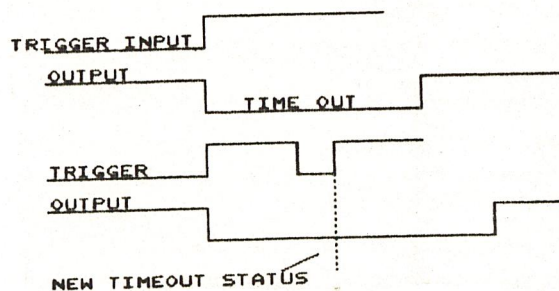 TRIGGER INPUT
OUTPUT
TIME OUT
TRIGGER
OUTPUT
NEW TIMEOUT STATUS